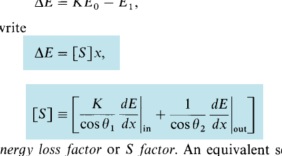 ΔE = KE₀ − E₁,
write
ΔE = [S]x,
[S] ≡ [ K/cos θ₁ dE/dx|in + 1/cos θ₂ dE/dx|out ]
energy loss factor or S factor. An equivalent